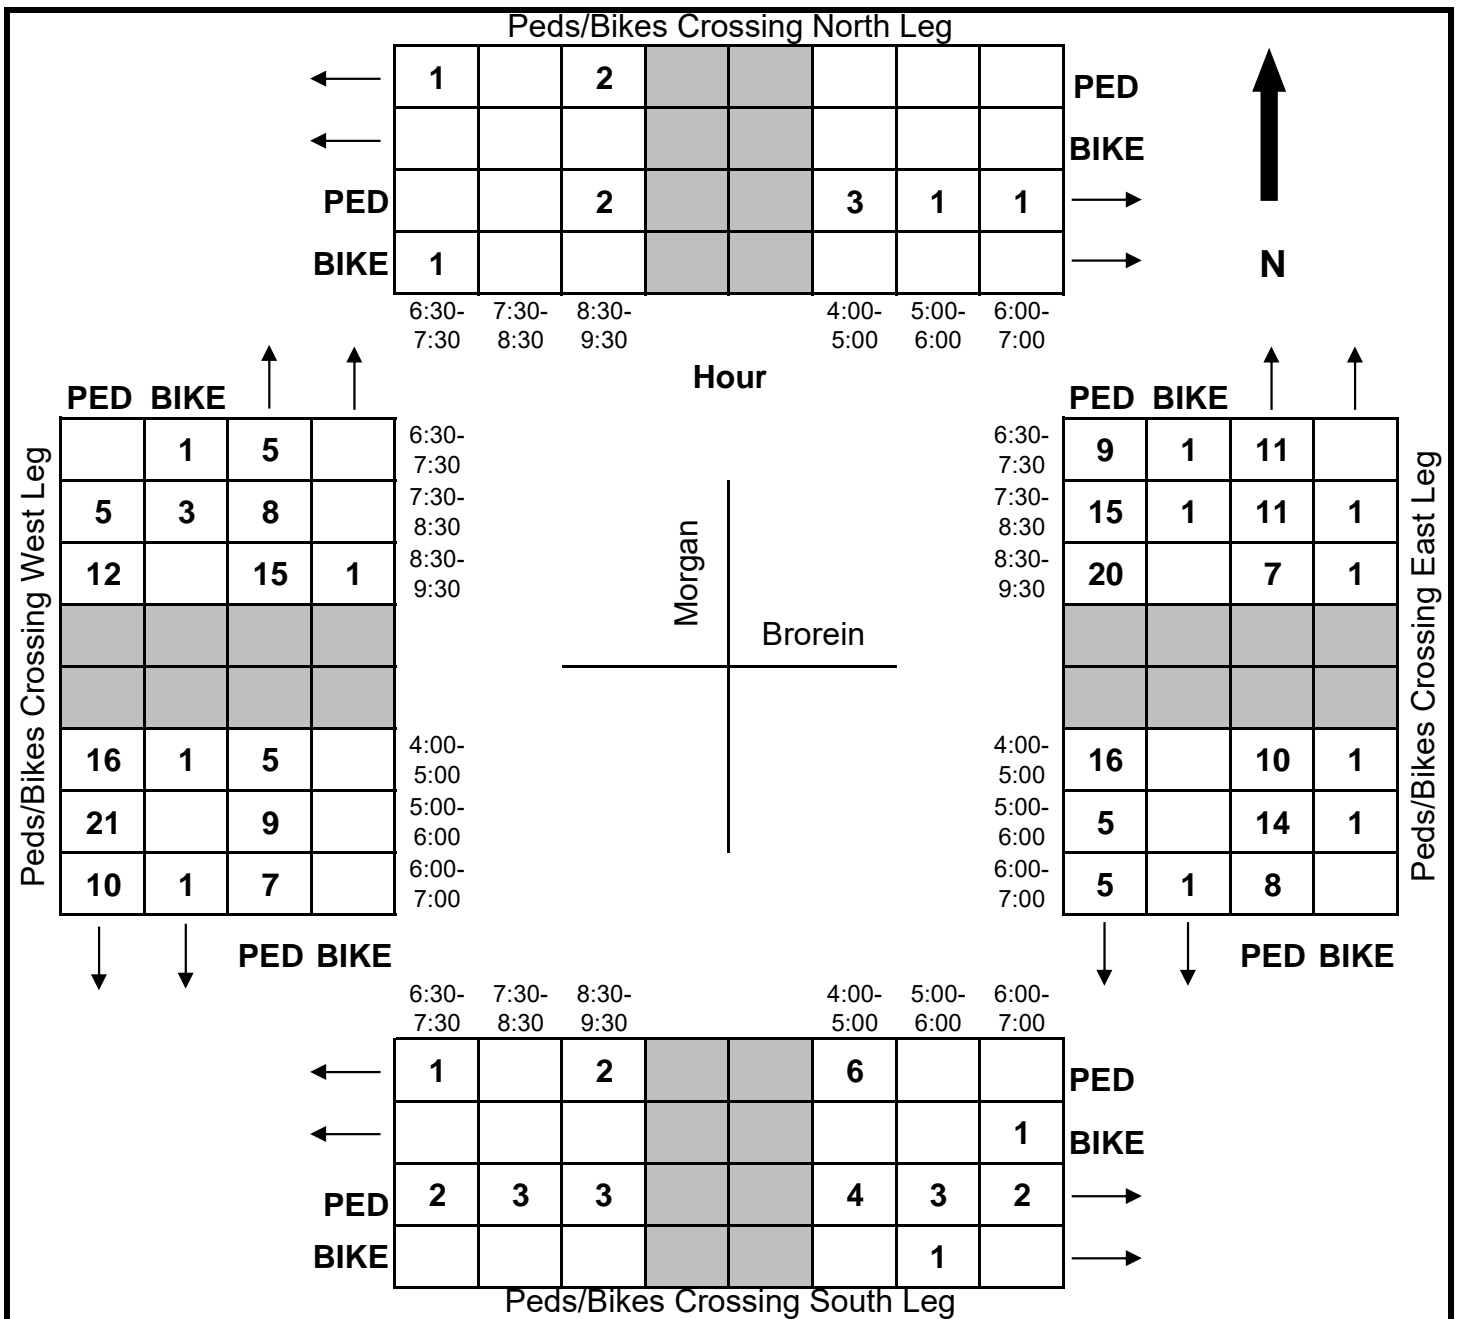 Peds/Bikes Crossing North Leg
1 2 PED
BIKE
PED 2 3 1 1
BIKE 1 N
6:30- 7:30- 8:30- 4:00- 5:00- 6:00-
7:30 8:30 9:30 5:00 6:00 7:00
Hour
Peds/Bikes Crossing West Leg
PED BIKE
1 5 6:30-
7:30
5 3 8 7:30-
8:30
12 15 1 8:30-
9:30
16 1 5 4:00-
5:00
21 9 5:00-
6:00
10 1 7 6:00-
7:00
PED BIKE
Morgan
Brorein
PED BIKE
6:30- 9 1 11
7:30
7:30- 15 1 11 1
8:30
8:30- 20 7 1
9:30
4:00- 16 10 1
5:00
5:00- 5 14 1
6:00
6:00- 5 1 8
7:00
PED BIKE
Peds/Bikes Crossing East Leg
6:30- 7:30- 8:30- 4:00- 5:00- 6:00-
7:30 8:30 9:30 5:00 6:00 7:00
1 2 6 PED
1 BIKE
PED 2 3 3 4 3 2
BIKE 1
Peds/Bikes Crossing South Leg